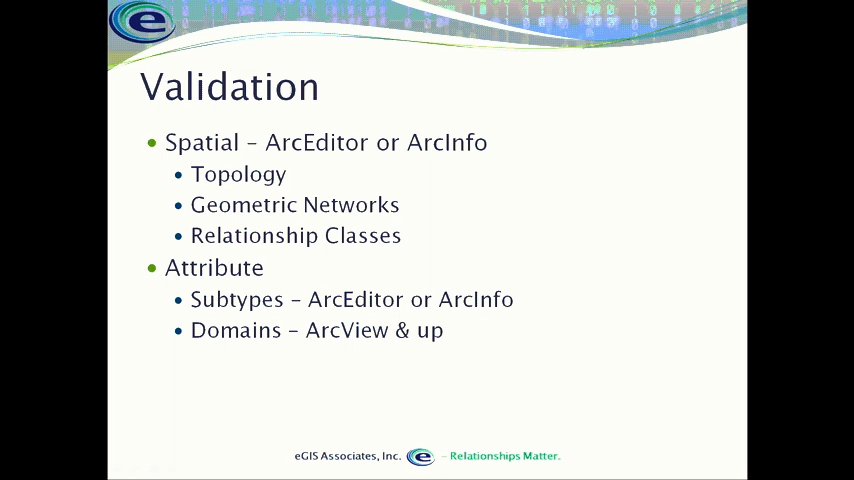 Validation
• Spatial – ArcEditor or ArcInfo
• Topology
• Geometric Networks
• Relationship Classes
• Attribute
• Subtypes – ArcEditor or ArcInfo
• Domains – ArcView & up
eGIS Associates, Inc. e – Relationships Matter.